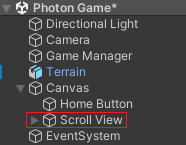 Photon Game*
Directional Light
Camera
Game Manager
Terrain
Canvas
Home Button
Scroll View
EventSystem